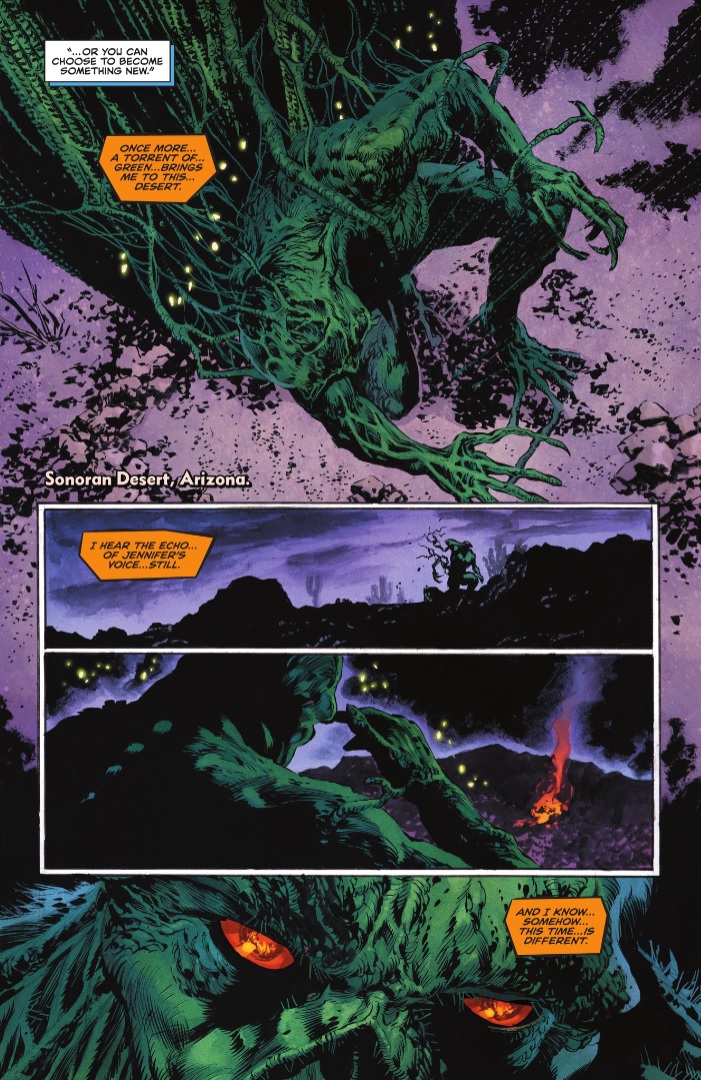 "...OR YOU CAN
CHOOSE TO BECOME
SOMETHING NEW."
ONCE MORE...
A TORRENT OF...
GREEN...BRINGS
ME TO THIS...
DESERT.
Sonoran Desert, Arizona.
I HEAR THE ECHO...
OF JENNIFER'S
VOICE...STILL.
AND I KNOW...
SOMEHOW...
THIS TIME...IS
DIFFERENT.